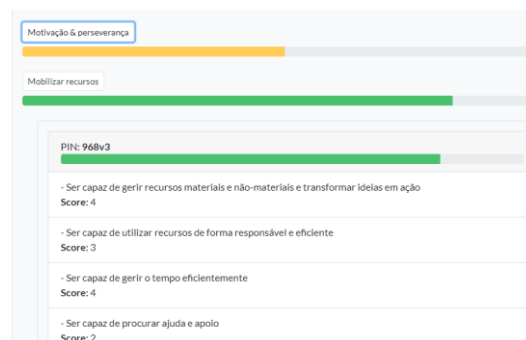 Motivação & perseverança
Mobilizar recursos
PIN: 968v3
- Ser capaz de gerir recursos materiais e não-materiais e transformar ideias em ação
Score: 4
- Ser capaz de utilizar recursos de forma responsável e eficiente
Score: 3
- Ser capaz de gerir o tempo eficientemente
Score: 4
- Ser capaz de procurar ajuda e apoio
Score: 2